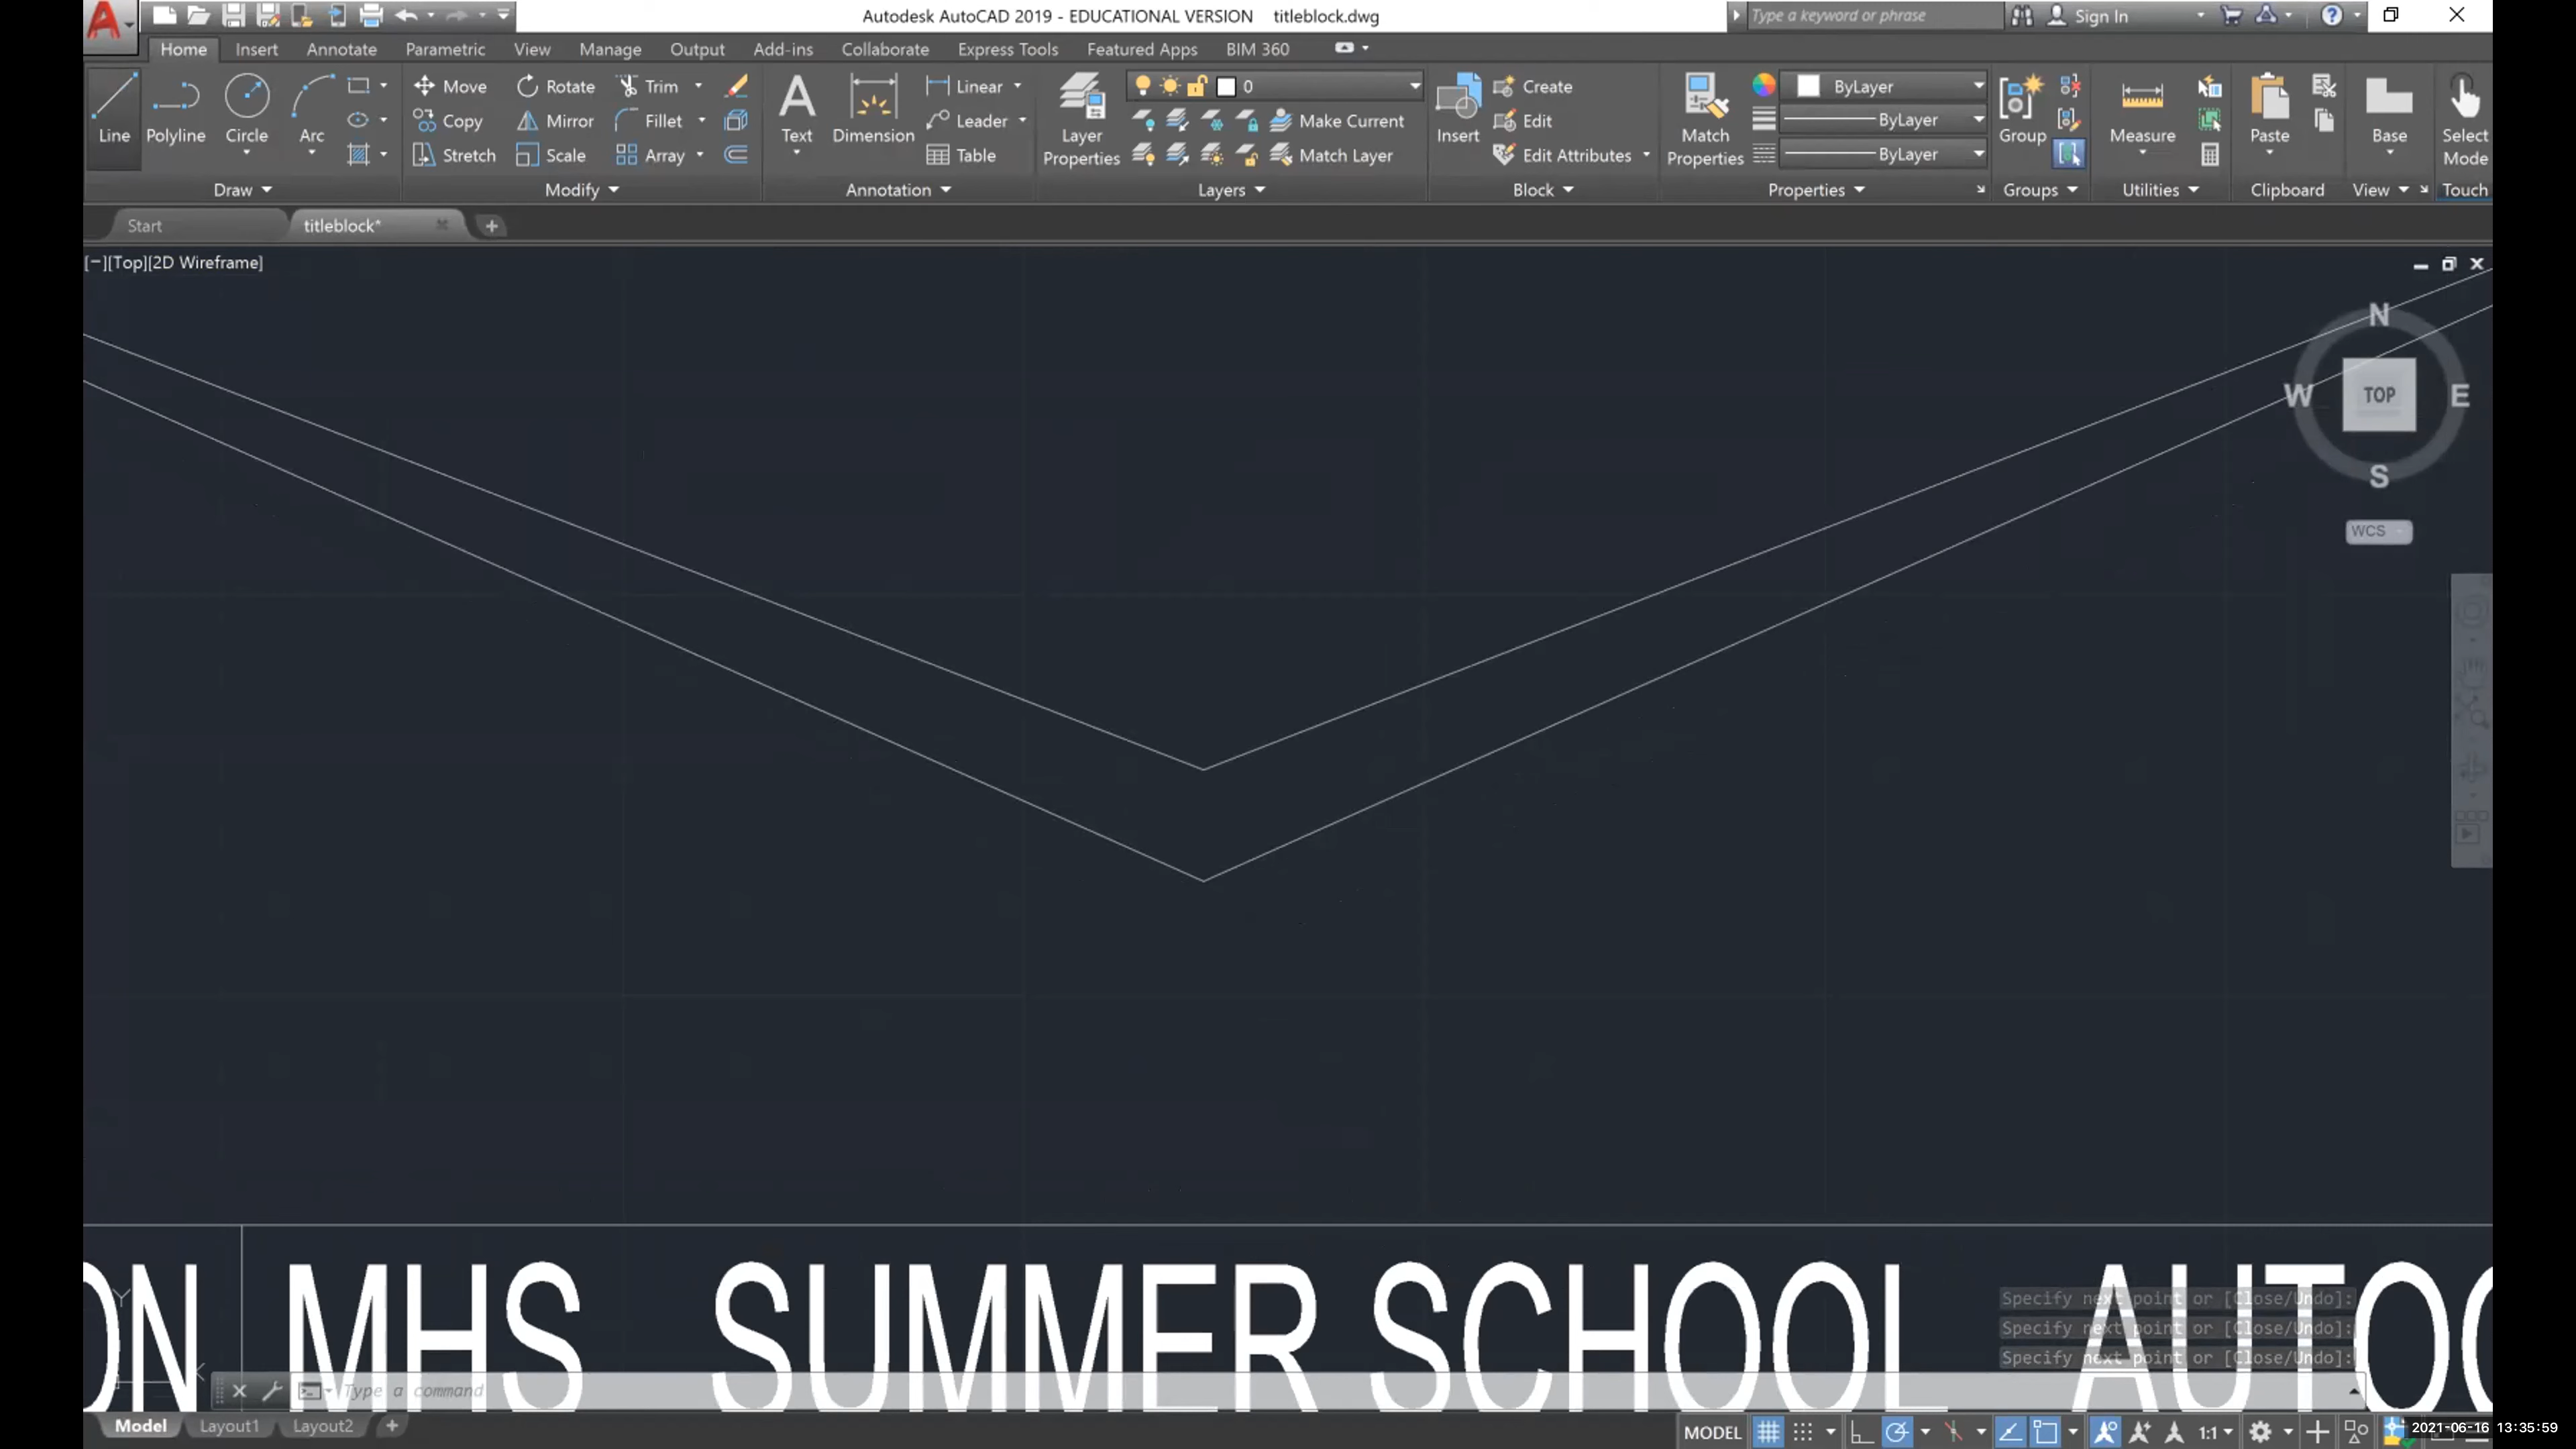 Autodesk AutoCAD 2019 - EDUCATIONAL VERSION titleblock.dwg
Type a keyword or phrase
Sign In
Home Insert Annotate Parametric View Manage Output Add-ins Collaborate Express Tools Featured Apps BIM 360
Line Polyline Circle Arc
Move Rotate Trim
Copy Mirror Fillet
Stretch Scale Array
Text Dimension
Linear
Leader
Table
Layer Properties
0
Make Current
Match Layer
Insert
Create
Edit
Edit Attributes
Match Properties
ByLayer
ByLayer
ByLayer
Group
Measure
Paste
Base
Select Mode
Draw Modify Annotation Layers Block Properties Groups Utilities Clipboard View Touch
Start titleblock*
[−][Top][2D Wireframe]
N
W TOP E
S
WCS
ON MHS SUMMER SCHOOL AUTOC
Y
Specify next point or [Close/Undo]:
Specify next point or [Close/Undo]:
Specify next point or [Close/Undo]:
Type a command
Model Layout1 Layout2
MODEL 1:1
2021-06-16 13:35:59